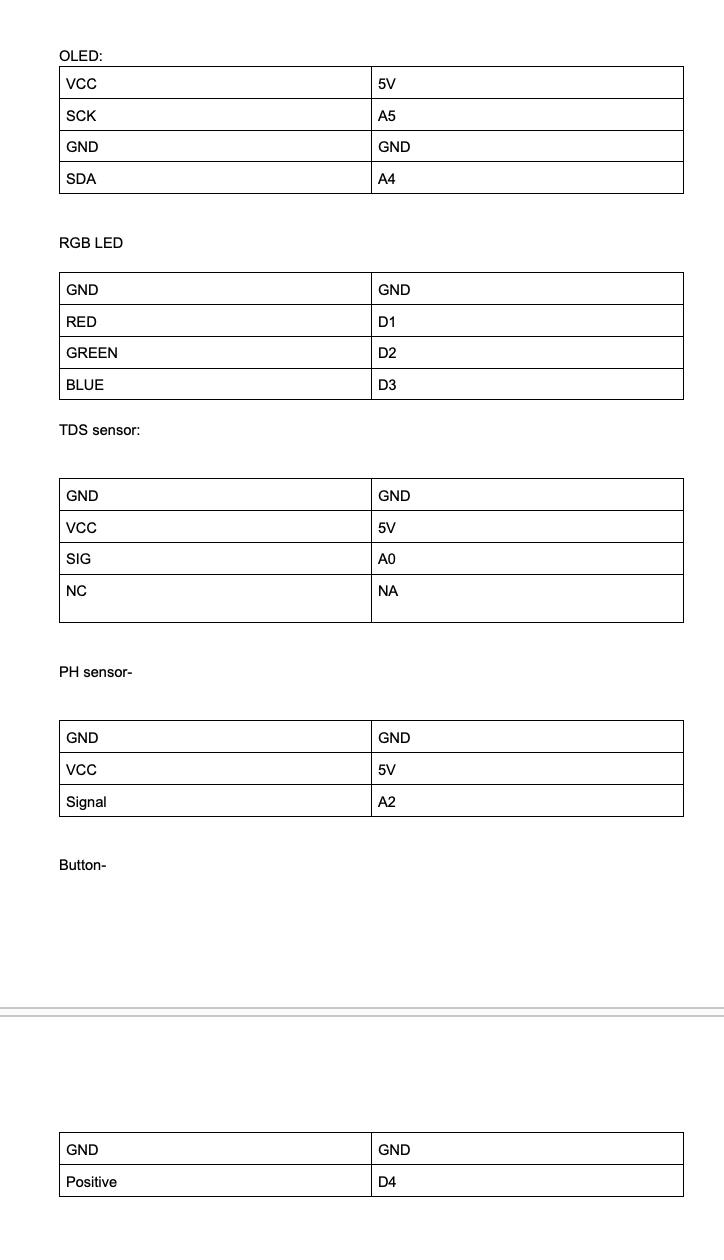 OLED:
VCC 5V
SCK A5
GND GND
SDA A4
RGB LED
GND GND
RED D1
GREEN D2
BLUE D3
TDS sensor:
GND GND
VCC 5V
SIG A0
NC NA
PH sensor-
GND GND
VCC 5V
Signal A2
Button-
GND GND
Positive D4